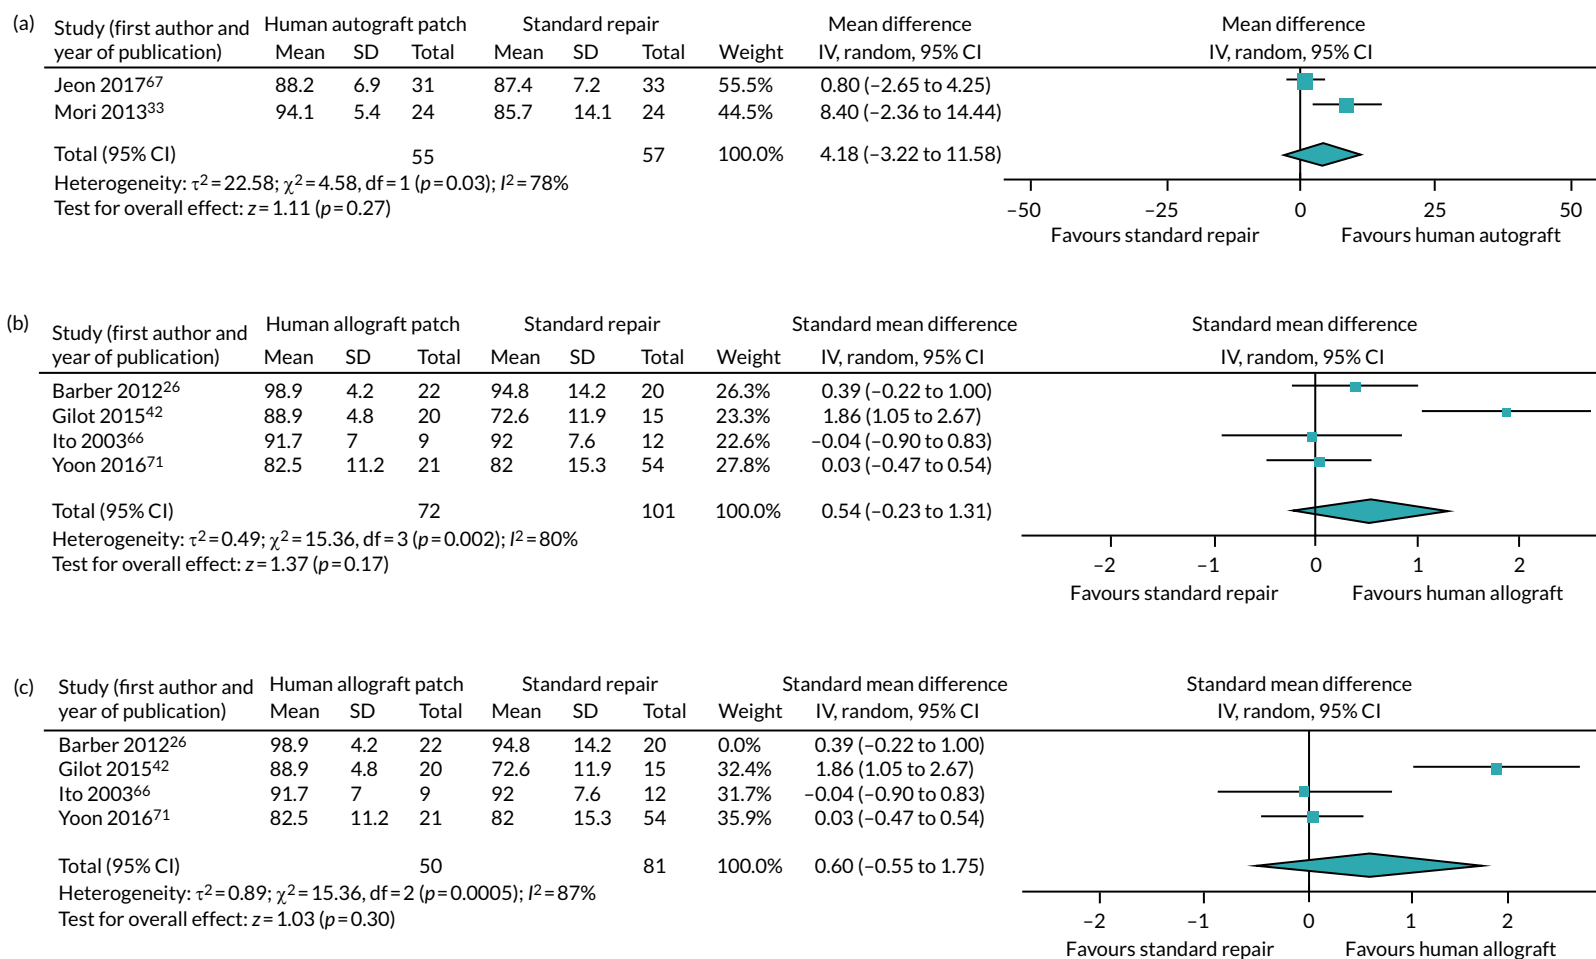 (a) Study (first author and Human autograft patch Standard repair Mean difference Mean difference
year of publication) Mean SD Total Mean SD Total Weight IV, random, 95% CI IV, random, 95% CI
Jeon 2017⁶⁷ 88.2 6.9 31 87.4 7.2 33 55.5% 0.80 (−2.65 to 4.25)
Mori 2013³³ 94.1 5.4 24 85.7 14.1 24 44.5% 8.40 (−2.36 to 14.44)
Total (95% CI) 55 57 100.0% 4.18 (−3.22 to 11.58)
Heterogeneity: τ²=22.58; χ²=4.58, df=1 (p=0.03); I²=78%
Test for overall effect: z=1.11 (p=0.27)
−50 −25 0 25 50
Favours standard repair Favours human autograft
(b) Study (first author and Human allograft patch Standard repair Standard mean difference Standard mean difference
year of publication) Mean SD Total Mean SD Total Weight IV, random, 95% CI IV, random, 95% CI
Barber 2012²⁶ 98.9 4.2 22 94.8 14.2 20 26.3% 0.39 (−0.22 to 1.00)
Gilot 2015⁴² 88.9 4.8 20 72.6 11.9 15 23.3% 1.86 (1.05 to 2.67)
Ito 2003⁶⁶ 91.7 7 9 92 7.6 12 22.6% −0.04 (−0.90 to 0.83)
Yoon 2016⁷¹ 82.5 11.2 21 82 15.3 54 27.8% 0.03 (−0.47 to 0.54)
Total (95% CI) 72 101 100.0% 0.54 (−0.23 to 1.31)
Heterogeneity: τ²=0.49; χ²=15.36, df=3 (p=0.002); I²=80%
Test for overall effect: z=1.37 (p=0.17)
−2 −1 0 1 2
Favours standard repair Favours human allograft
(c) Study (first author and Human allograft patch Standard repair Standard mean difference Standard mean difference
year of publication) Mean SD Total Mean SD Total Weight IV, random, 95% CI IV, random, 95% CI
Barber 2012²⁶ 98.9 4.2 22 94.8 14.2 20 0.0% 0.39 (−0.22 to 1.00)
Gilot 2015⁴² 88.9 4.8 20 72.6 11.9 15 32.4% 1.86 (1.05 to 2.67)
Ito 2003⁶⁶ 91.7 7 9 92 7.6 12 31.7% −0.04 (−0.90 to 0.83)
Yoon 2016⁷¹ 82.5 11.2 21 82 15.3 54 35.9% 0.03 (−0.47 to 0.54)
Total (95% CI) 50 81 100.0% 0.60 (−0.55 to 1.75)
Heterogeneity: τ²=0.89; χ²=15.36, df=2 (p=0.0005); I²=87%
Test for overall effect: z=1.03 (p=0.30)
−2 −1 0 1 2
Favours standard repair Favours human allograft